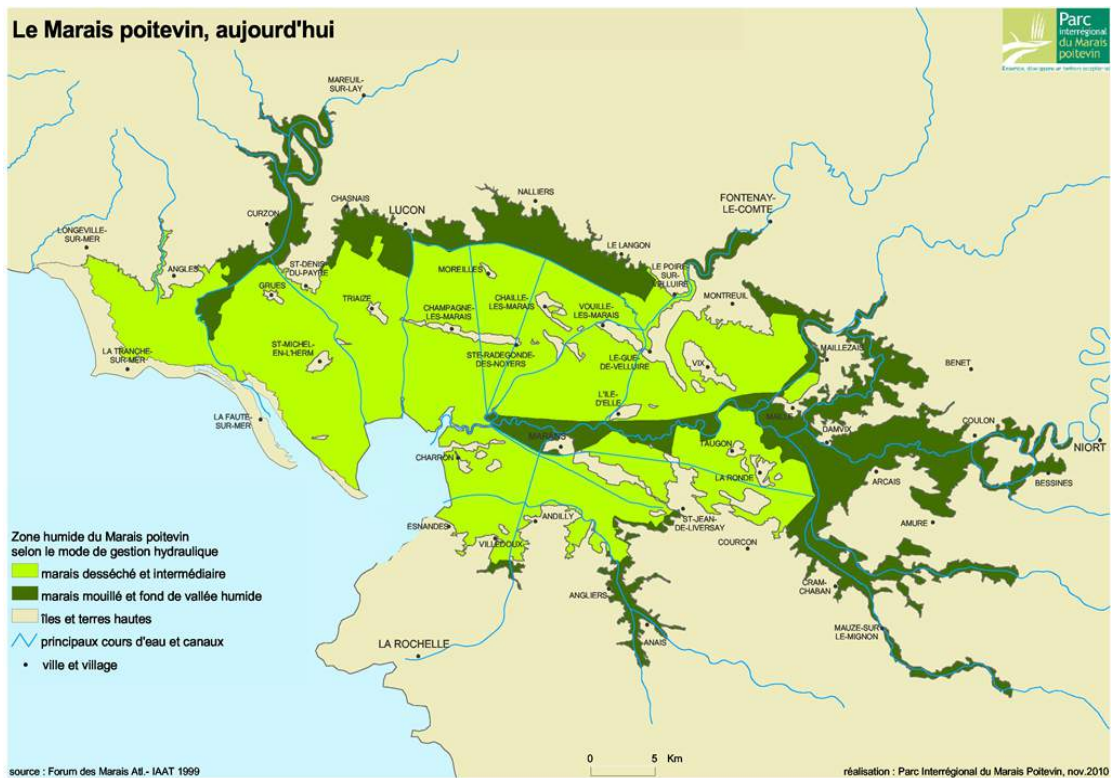 Le Marais poitevin, aujourd'hui
Parc
interrégional
du Marais
poitevin
MAREUIL-
SUR-LAY
NALLIERS
CHASNAIS
LUCON
FONTENAY-
LE-COMTE
CURZON
LONGEVILLE-
SUR-MER
LE LANGON
ANGLES
ST-DENIS
DU-PAYRE
MOREILLES
LE POIRE
SUR-
VELLUIRE
GRUES
TRIAIZE
CHAMPAGNE-
LES-MARAIS
CHAILLE-
LES-MARAIS
VOUILLE-
LES-MARAIS
MONTREUIL
ST-MICHEL-
EN-L'HERM
STE-RADEGONDE-
DES-NOYERS
LE-GUE-
DE-VELLUIRE
VIX
MAILLEZAIS
BENET
LA TRANCHE-
SUR-MER
L'ILE-
D'ELLE
LA FAUTE-
SUR-MER
DAMVIX
COULON
NIORT
MARANS
TAUGON
CHARRON
LA RONDE
ARCAIS
BESSINES
ESNANDES
ANDILLY
ST-JEAN-
DE-LIVERSAY
AMURE
VILLEDOUX
COURCON
Zone humide du Marais poitevin
selon le mode de gestion hydraulique
marais desséché et intermédiaire
marais mouillé et fond de vallée humide
îles et terres hautes
principaux cours d'eau et canaux
ville et village
ANGLIERS
CRAM-
CHABAN
MAUZE-SUR
LE-MIGNON
ANAIS
LA ROCHELLE
0 5 Km
source : Forum des Marais Atl.- IAAT 1999
réalisation : Parc Interrégional du Marais Poitevin, nov.2010